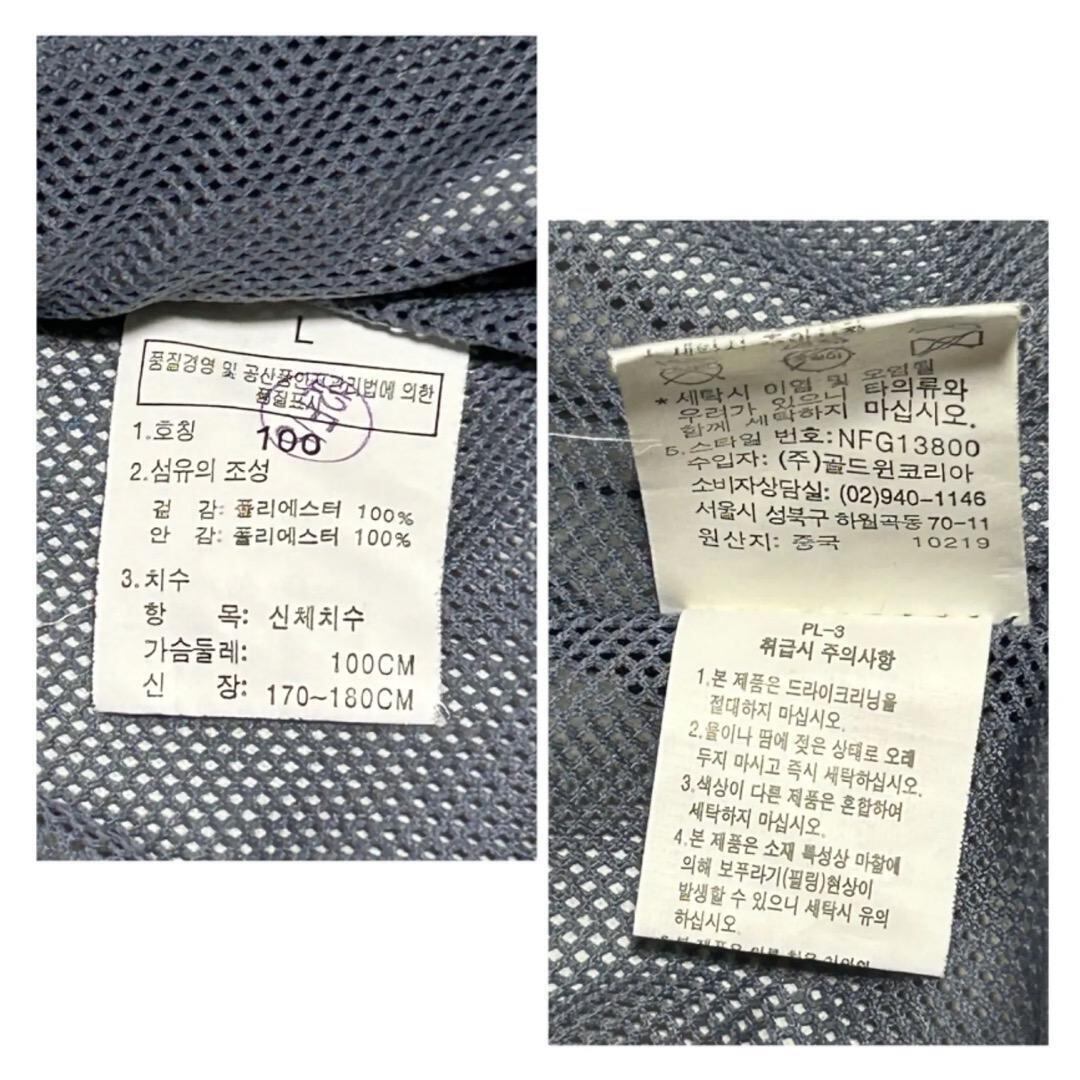 L
품질경영 및 공산품안전관리법에 의한
품질표시
1.호칭 100
2.섬유의 조성
겉 감: 폴리에스터 100%
안 감: 폴리에스터 100%
3.치수
항 목: 신체치수
가슴둘레: 100CM
신 장: 170~180CM
* 세탁시 이염 및 오염될
우려가 있으니 타의류와
함께 세탁하지 마십시오.
5.스타일 번호:NFG13800
수입자: (주)골드윈코리아
소비자상담실: (02)940-1146
서울시 성북구 하월곡동 70-11
원산지: 중국 10219
PL-3
취급시 주의사항
1.본 제품은 드라이크리닝을
절대하지 마십시오.
2.물이나 땀에 젖은 상태로 오래
두지 마시고 즉시 세탁하십시오.
3.색상이 다른 제품은 혼합하여
세탁하지 마십시오.
4.본 제품은 소재 특성상 마찰에
의해 보푸라기(필링)현상이
발생할 수 있으니 세탁시 유의
하십시오.